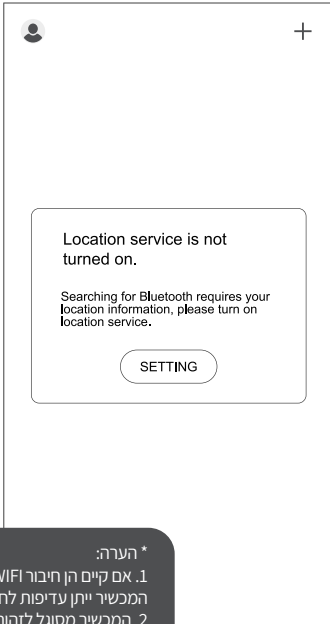 Location service is not
turned on.
Searching for Bluetooth requires your
location information, please turn on
location service.
SETTING
* הערה:
1. אם קיים הן חיבור WIFI
המכשיר ייתן עדיפות
2. המכשיר מסוגל